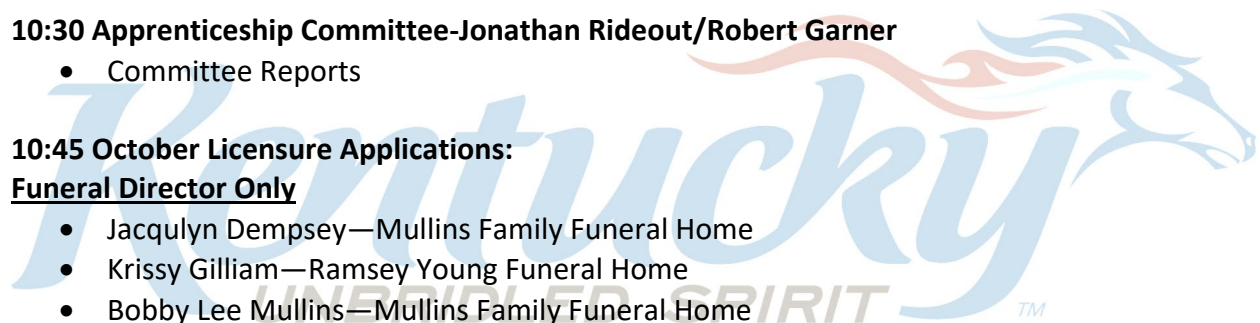 10:30 Apprenticeship Committee-Jonathan Rideout/Robert Garner
• Committee Reports
10:45 October Licensure Applications:
Funeral Director Only
• Jacqulyn Dempsey—Mullins Family Funeral Home
• Krissy Gilliam—Ramsey Young Funeral Home
• Bobby Lee Mullins—Mullins Family Funeral Home
Kentucky
UNBRIDLED SPIRIT TM